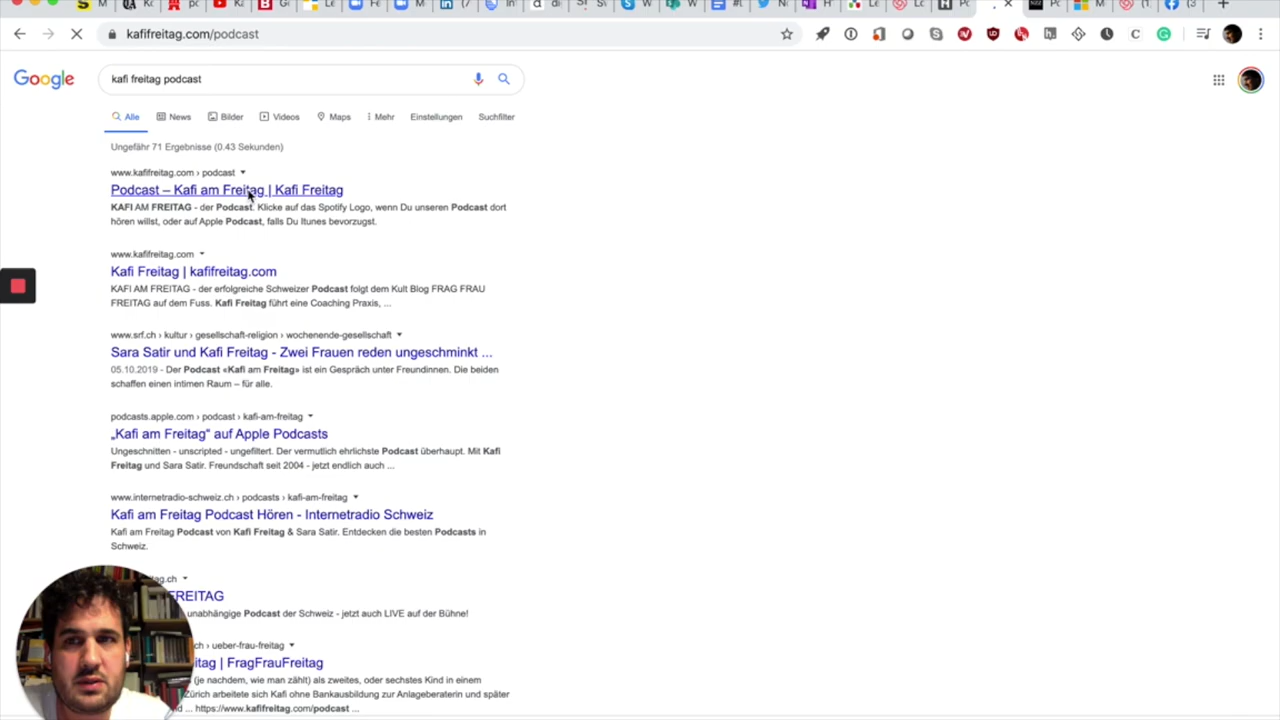 kafifreitag.com/podcast
Google
kafi freitag podcast
Alle News Bilder Videos Maps Mehr Einstellungen Suchfilter
Ungefähr 71 Ergebnisse (0.43 Sekunden)
www.kafifreitag.com › podcast
Podcast – Kafi am Freitag | Kafi Freitag
KAFI AM FREITAG - der Podcast. Klicke auf das Spotify Logo, wenn Du unseren Podcast dort
hören willst, oder auf Apple Podcast, falls Du Itunes bevorzugst.
www.kafifreitag.com
Kafi Freitag | kafifreitag.com
KAFI AM FREITAG - der erfolgreiche Schweizer Podcast folgt dem Kult Blog FRAG FRAU
FREITAG auf dem Fuss. Kafi Freitag führt eine Coaching Praxis, ...
www.srf.ch › kultur › gesellschaft-religion › wochenende-gesellschaft
Sara Satir und Kafi Freitag - Zwei Frauen reden ungeschminkt ...
05.10.2019 - Der Podcast «Kafi am Freitag» ist ein Gespräch unter Freundinnen. Die beiden
schaffen einen intimen Raum – für alle.
podcasts.apple.com › podcast › kafi-am-freitag
„Kafi am Freitag“ auf Apple Podcasts
Ungeschnitten - unscripted - ungefiltert. Der vermutlich ehrlichste Podcast überhaupt. Mit Kafi
Freitag und Sara Satir. Freundschaft seit 2004 - jetzt endlich auch ...
www.internetradio-schweiz.ch › podcasts › kafi-am-freitag
Kafi am Freitag Podcast Hören - Internetradio Schweiz
Kafi am Freitag Podcast von Kafi Freitag & Sara Satir. Entdecken die besten Podcasts in
Schweiz.
tag.ch
FREITAG
unabhängige Podcast der Schweiz - jetzt auch LIVE auf der Bühne!
ch › ueber-frau-freitag
itag | FragFrauFreitag
(je nachdem, wie man zählt) als zweites, oder sechstes Kind in einem
Zürich arbeitete sich Kafi ohne Bankausbildung zur Anlageberaterin und später
d ... https://www.kafifreitag.com/podcast ...